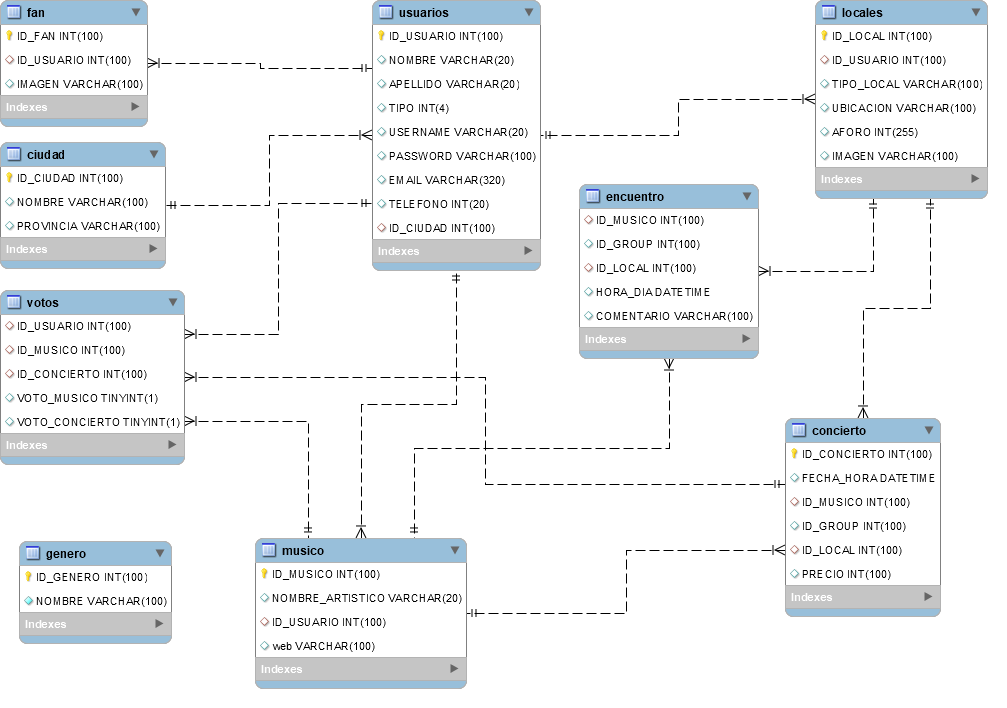 fan
ID_FAN INT(100)
ID_USUARIO INT(100)
IMAGEN VARCHAR(100)
Indexes
usuarios
ID_USUARIO INT(100)
NOMBRE VARCHAR(20)
APELLIDO VARCHAR(20)
TIPO INT(4)
USERNAME VARCHAR(20)
PASSWORD VARCHAR(100)
EMAIL VARCHAR(320)
TELEFONO INT(20)
ID_CIUDAD INT(100)
Indexes
locales
ID_LOCAL INT(100)
ID_USUARIO INT(100)
TIPO_LOCAL VARCHAR(100)
UBICACION VARCHAR(100)
AFORO INT(255)
IMAGEN VARCHAR(100)
Indexes
ciudad
ID_CIUDAD INT(100)
NOMBRE VARCHAR(100)
PROVINCIA VARCHAR(100)
Indexes
encuentro
ID_MUSICO INT(100)
ID_GROUP INT(100)
ID_LOCAL INT(100)
HORA_DIA DATETIME
COMENTARIO VARCHAR(100)
Indexes
votos
ID_USUARIO INT(100)
ID_MUSICO INT(100)
ID_CONCIERTO INT(100)
VOTO_MUSICO TINYINT(1)
VOTO_CONCIERTO TINYINT(1)
Indexes
concierto
ID_CONCIERTO INT(100)
FECHA_HORA DATETIME
ID_MUSICO INT(100)
ID_GROUP INT(100)
ID_LOCAL INT(100)
PRECIO INT(100)
Indexes
genero
ID_GENERO INT(100)
NOMBRE VARCHAR(100)
Indexes
musico
ID_MUSICO INT(100)
NOMBRE_ARTISTICO VARCHAR(20)
ID_USUARIO INT(100)
web VARCHAR(100)
Indexes